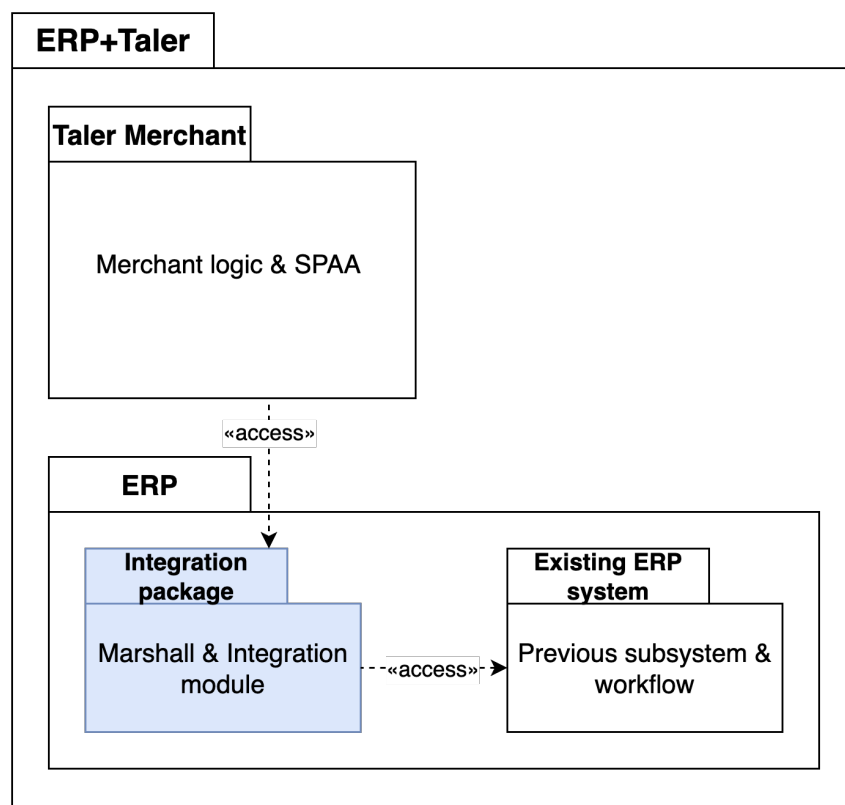 ERP+Taler
Taler Merchant
Merchant logic & SPAA
«access»
ERP
Integration
package
Marshall & Integration
module
«access»
Existing ERP
system
Previous subsystem &
workflow